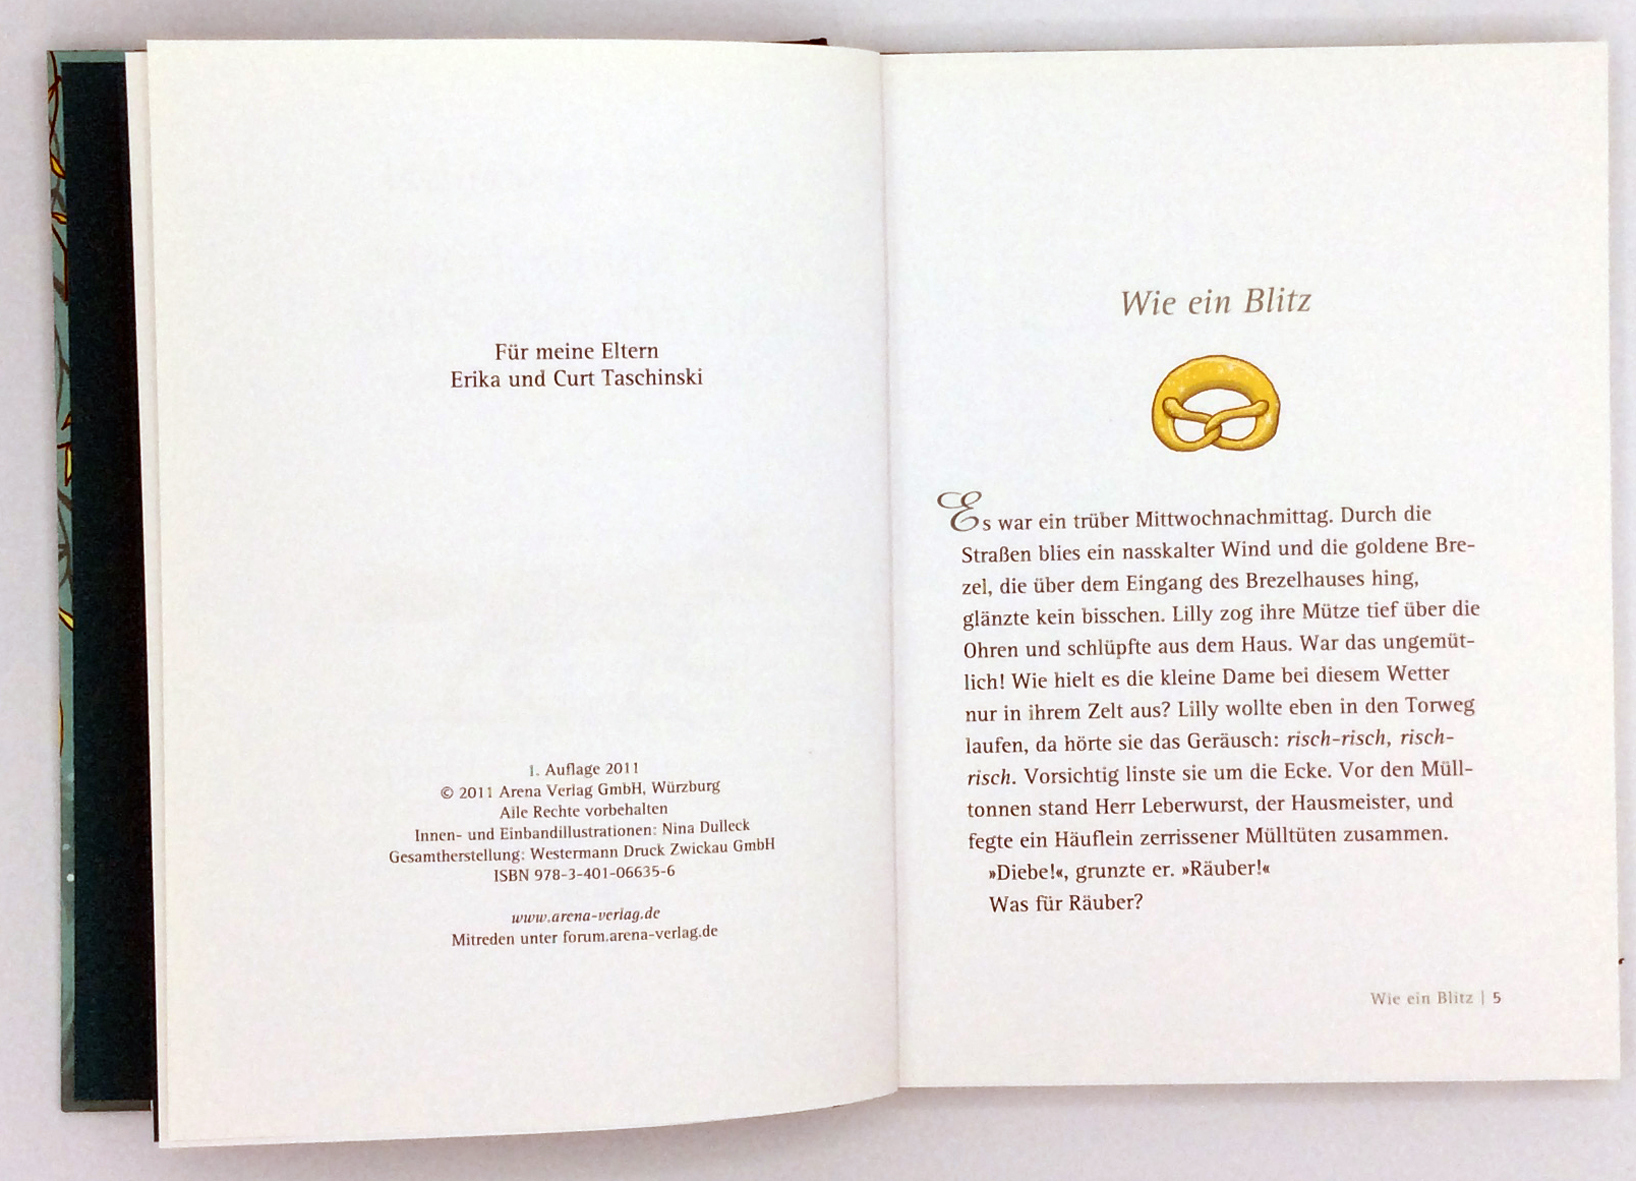 Für meine Eltern
Erika und Curt Taschinski
1. Auflage 2011
© 2011 Arena Verlag GmbH, Würzburg
Alle Rechte vorbehalten
Innen- und Einbandillustrationen: Nina Dulleck
Gesamtherstellung: Westermann Druck Zwickau GmbH
ISBN 978-3-401-06635-6
www.arena-verlag.de
Mitreden unter forum.arena-verlag.de
Wie ein Blitz
Es war ein trüber Mittwochnachmittag. Durch die
Straßen blies ein nasskalter Wind und die goldene Bre-
zel, die über dem Eingang des Brezelhauses hing,
glänzte kein bisschen. Lilly zog ihre Mütze tief über die
Ohren und schlüpfte aus dem Haus. War das ungemüt-
lich! Wie hielt es die kleine Dame bei diesem Wetter
nur in ihrem Zelt aus? Lilly wollte eben in den Torweg
laufen, da hörte sie das Geräusch: risch-risch, risch-
risch. Vorsichtig linste sie um die Ecke. Vor den Müll-
tonnen stand Herr Leberwurst, der Hausmeister, und
fegte ein Häuflein zerrissener Mülltüten zusammen.
»Diebe!«, grunzte er. »Räuber!«
Was für Räuber?
Wie ein Blitz | 5